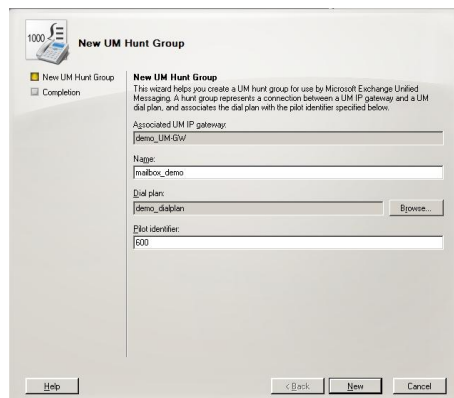 1000
New UM Hunt Group
New UM Hunt Group
Completion
New UM Hunt Group
This wizard helps you create a UM hunt group for use by Microsoft Exchange Unified
Messaging. A hunt group represents a connection between a UM IP gateway and a UM
dial plan, and associates the dial plan with the pilot identifier specified below.
Associated UM IP gateway:
demo_UM-GW
Name:
mailbox_demo
Dial plan:
demo_dialplan
Browse...
Pilot identifier:
600
Help
< Back
New
Cancel